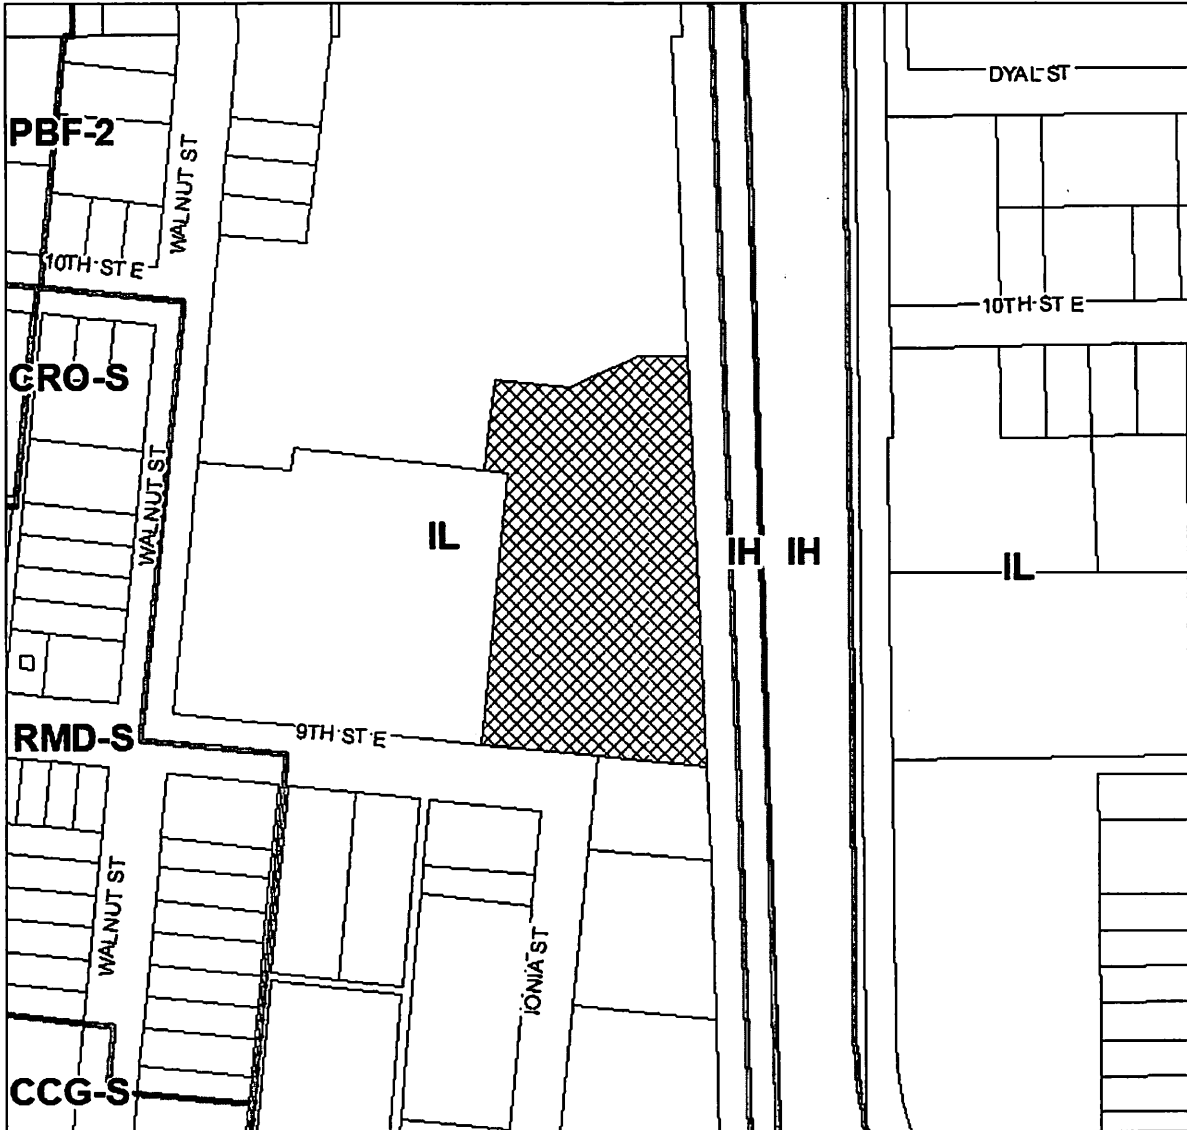 DYAL ST
PBF-2
WALNUT ST
10TH ST E
10TH ST E
CRO-S
WALNUT ST
IL
IH
IH
IL
9TH ST E
RMD-S
WALNUT ST
IONIA ST
CCG-S